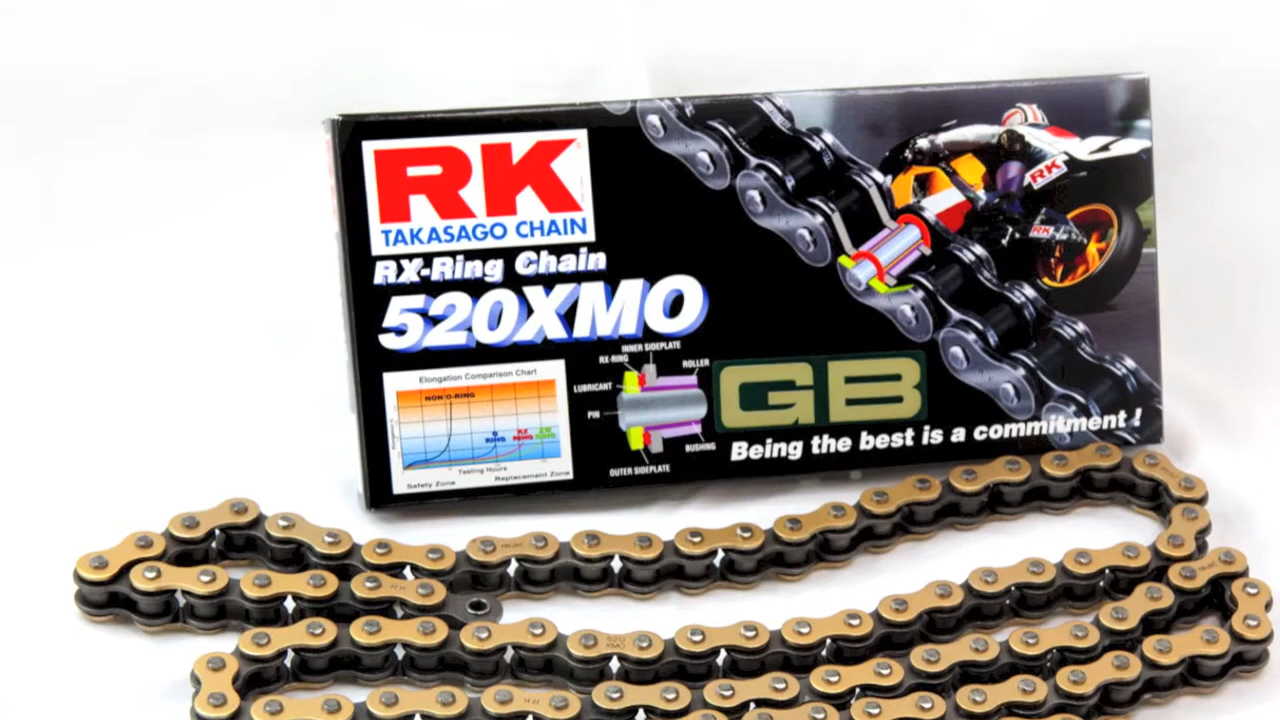 RK
TAKASAGO CHAIN
RX-Ring Chain
520XMO
Elongation Comparison Chart
NON O-RING
O RING
RX RING
Testing Hours
Safety Zone
Replacement Zone
INNER SIDEPLATE
RX-RING
ROLLER
LUBRICANT
PIN
BUSHING
OUTER SIDEPLATE
GB
Being the best is a commitment !
RK
RK
RK
520
XMO